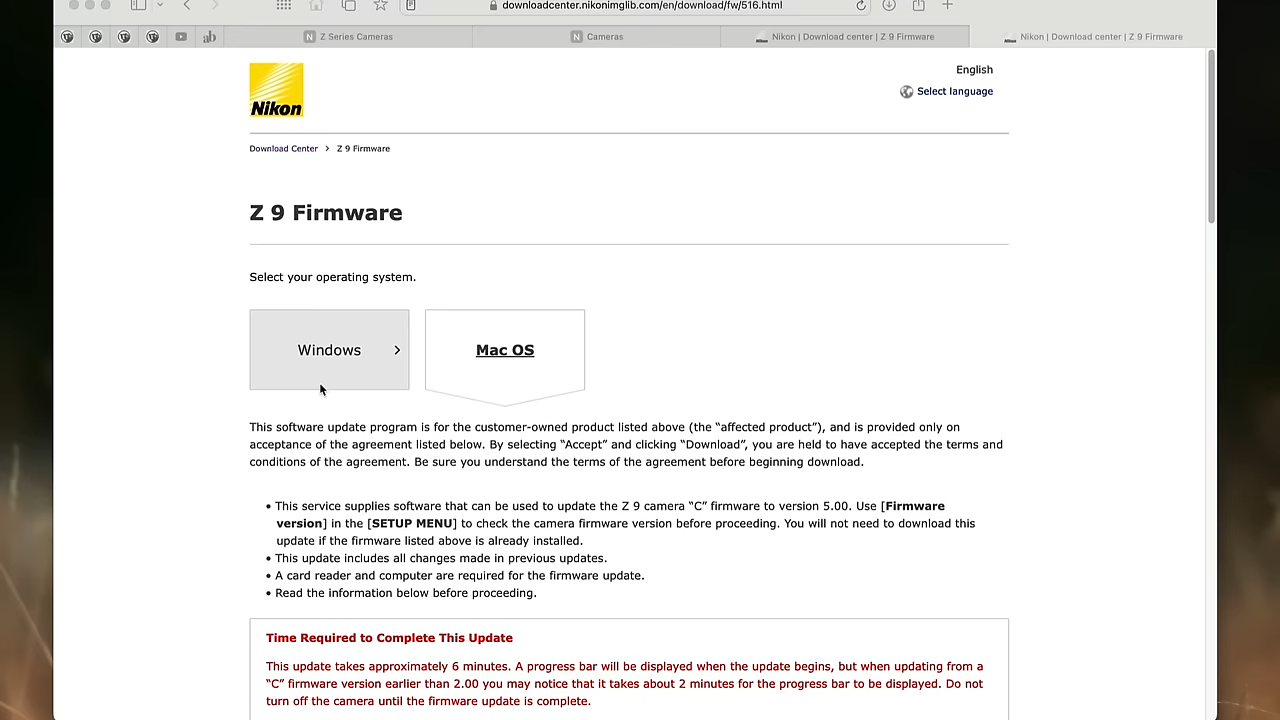 downloadcenter.nikonimglib.com/en/download/fw/516.html
ab
N Z Series Cameras
N Cameras
Nikon | Download center | Z 9 Firmware
Nikon | Download center | Z 9 Firmware
Nikon
English
Select language
Download Center > Z 9 Firmware
Z 9 Firmware
Select your operating system.
Windows
Mac OS
This software update program is for the customer-owned product listed above (the “affected product”), and is provided only on
acceptance of the agreement listed below. By selecting “Accept” and clicking “Download”, you are held to have accepted the terms and
conditions of the agreement. Be sure you understand the terms of the agreement before beginning download.
• This service supplies software that can be used to update the Z 9 camera “C” firmware to version 5.00. Use [Firmware
version] in the [SETUP MENU] to check the camera firmware version before proceeding. You will not need to download this
update if the firmware listed above is already installed.
• This update includes all changes made in previous updates.
• A card reader and computer are required for the firmware update.
• Read the information below before proceeding.
Time Required to Complete This Update
This update takes approximately 6 minutes. A progress bar will be displayed when the update begins, but when updating from a
“C” firmware version earlier than 2.00 you may notice that it takes about 2 minutes for the progress bar to be displayed. Do not
turn off the camera until the firmware update is complete.